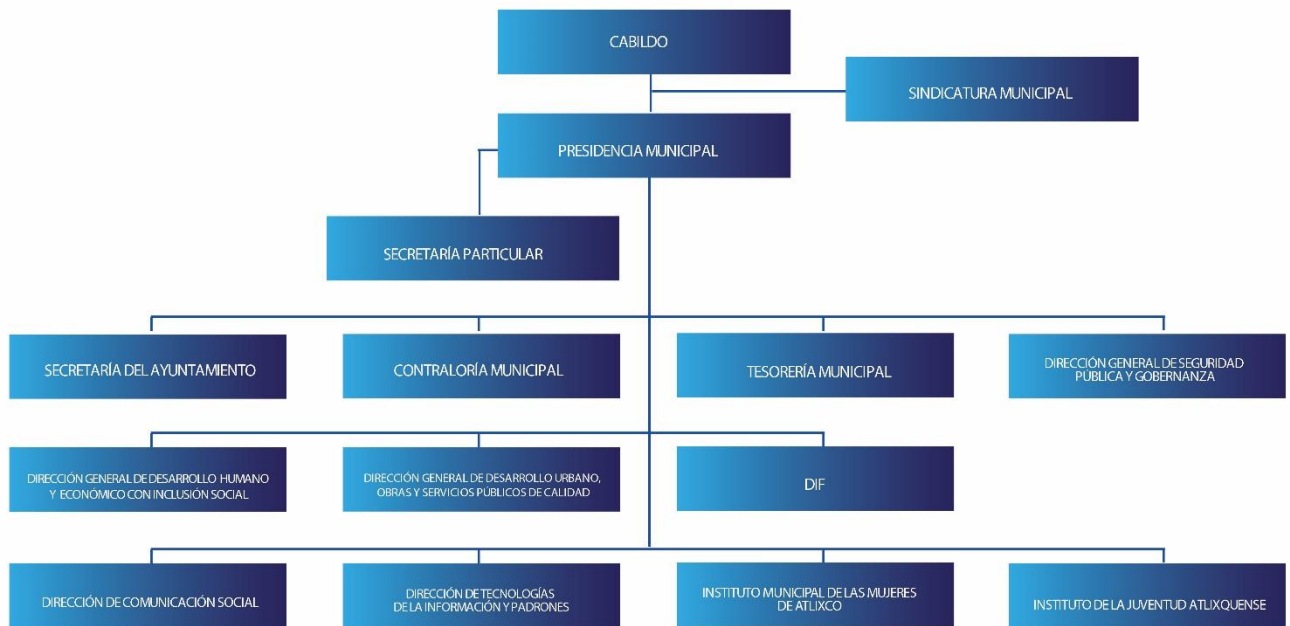 CABILDO
SINDICATURA MUNICIPAL
PRESIDENCIA MUNICIPAL
SECRETARÍA PARTICULAR
SECRETARÍA DEL AYUNTAMIENTO
CONTRALORÍA MUNICIPAL
TESORERÍA MUNICIPAL
DIRECCIÓN GENERAL DE SEGURIDAD
PÚBLICA Y GOBERNANZA
DIRECCIÓN GENERAL DE DESARROLLO HUMANO
Y ECONÓMICO CON INCLUSIÓN SOCIAL
DIRECCIÓN GENERAL DE DESARROLLO URBANO,
OBRAS Y SERVICIOS PÚBLICOS DE CALIDAD
DIF
DIRECCIÓN DE COMUNICACIÓN SOCIAL
DIRECCIÓN DE TECNOLOGÍAS
DE LA INFORMACIÓN Y PADRONES
INSTITUTO MUNICIPAL DE LAS MUJERES
DE ATLIXCO
INSTITUTO DE LA JUVENTUD ATLIXQUENSE